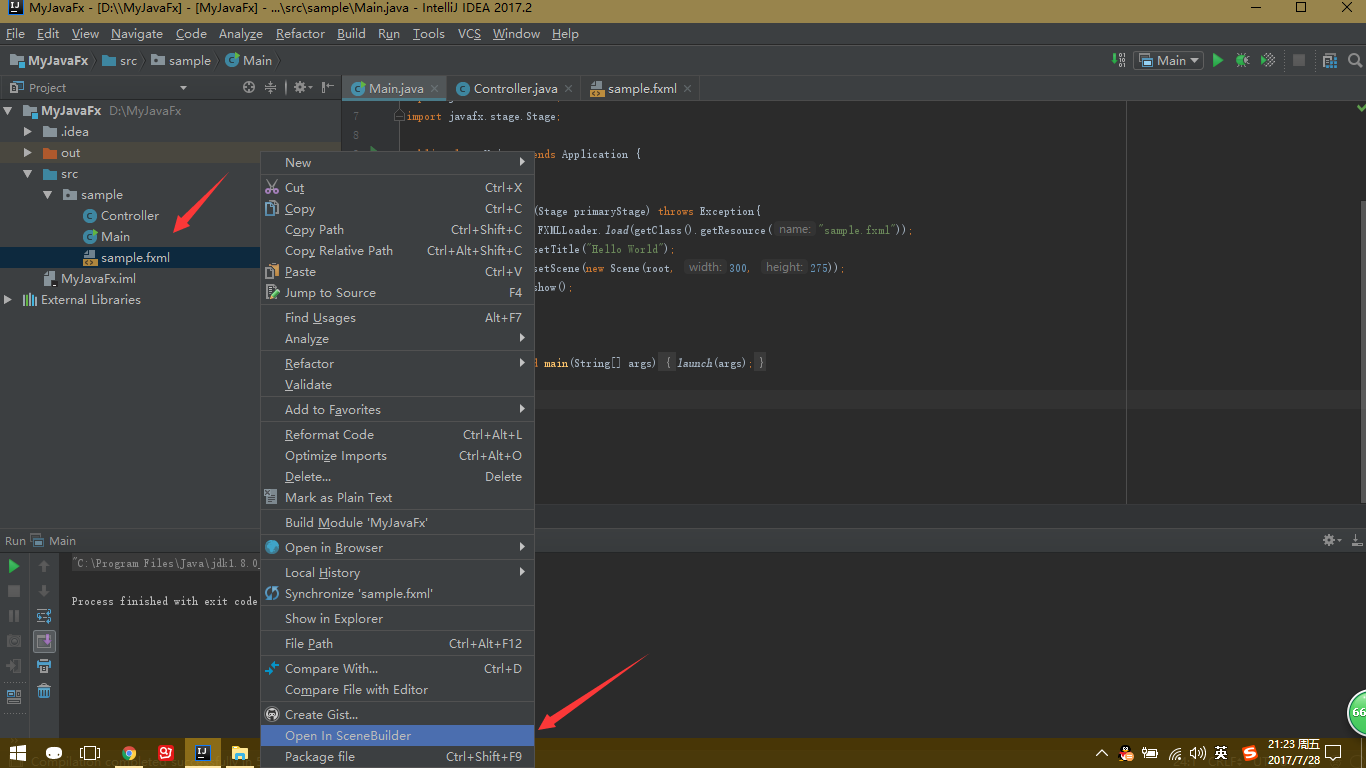 MyJavaFx - [D:\\MyJavaFx] - [MyJavaFx] - ...\src\sample\Main.java - IntelliJ IDEA 2017.2
File Edit View Navigate Code Analyze Refactor Build Run Tools VCS Window Help
MyJavaFx src sample Main
Main
Project
Main.java Controller.java sample.fxml
MyJavaFx D:\MyJavaFx
.idea
out
src
sample
Controller
Main
sample.fxml
MyJavaFx.iml
External Libraries
7 import javafx.stage.Stage;
8
Application {
(Stage primaryStage) throws Exception{
FXMLLoader.load(getClass().getResource( name: "sample.fxml"));
setTitle("Hello World");
setScene(new Scene(root, width: 300, height: 275));
show();
main(String[] args) { launch(args); }
New
Cut Ctrl+X
Copy Ctrl+C
Copy Path Ctrl+Shift+C
Copy Relative Path Ctrl+Alt+Shift+C
Paste Ctrl+V
Jump to Source F4
Find Usages Alt+F7
Analyze
Refactor
Validate
Add to Favorites
Reformat Code Ctrl+Alt+L
Optimize Imports Ctrl+Alt+O
Delete... Delete
Mark as Plain Text
Build Module 'MyJavaFx'
Open in Browser
Local History
Synchronize 'sample.fxml'
Show in Explorer
File Path Ctrl+Alt+F12
Compare With... Ctrl+D
Compare File with Editor
Create Gist...
Open In SceneBuilder
Package file Ctrl+Shift+F9
Run Main
"C:\Program Files\Java\jdk1.8.0_
Process finished with exit code
66
英
21:23 周五
2017/7/28